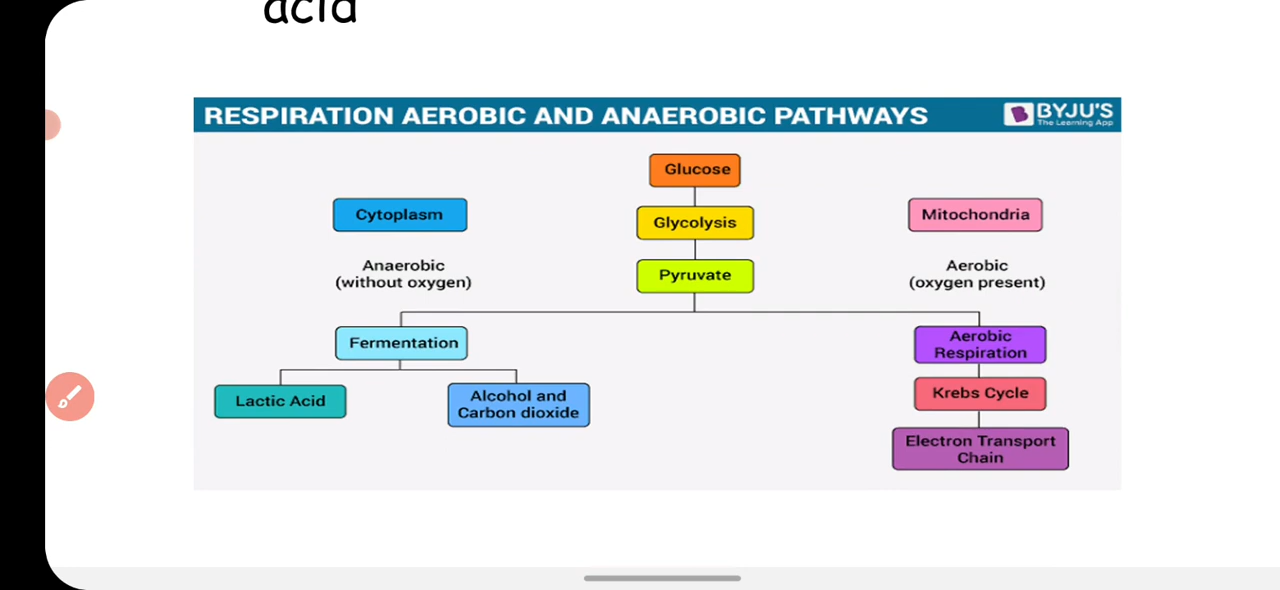 acid
RESPIRATION AEROBIC AND ANAEROBIC PATHWAYS
BYJU'S
The Learning App
Glucose
Cytoplasm
Glycolysis
Mitochondria
Anaerobic
(without oxygen)
Pyruvate
Aerobic
(oxygen present)
Fermentation
Aerobic
Respiration
Lactic Acid
Alcohol and
Carbon dioxide
Krebs Cycle
Electron Transport
Chain